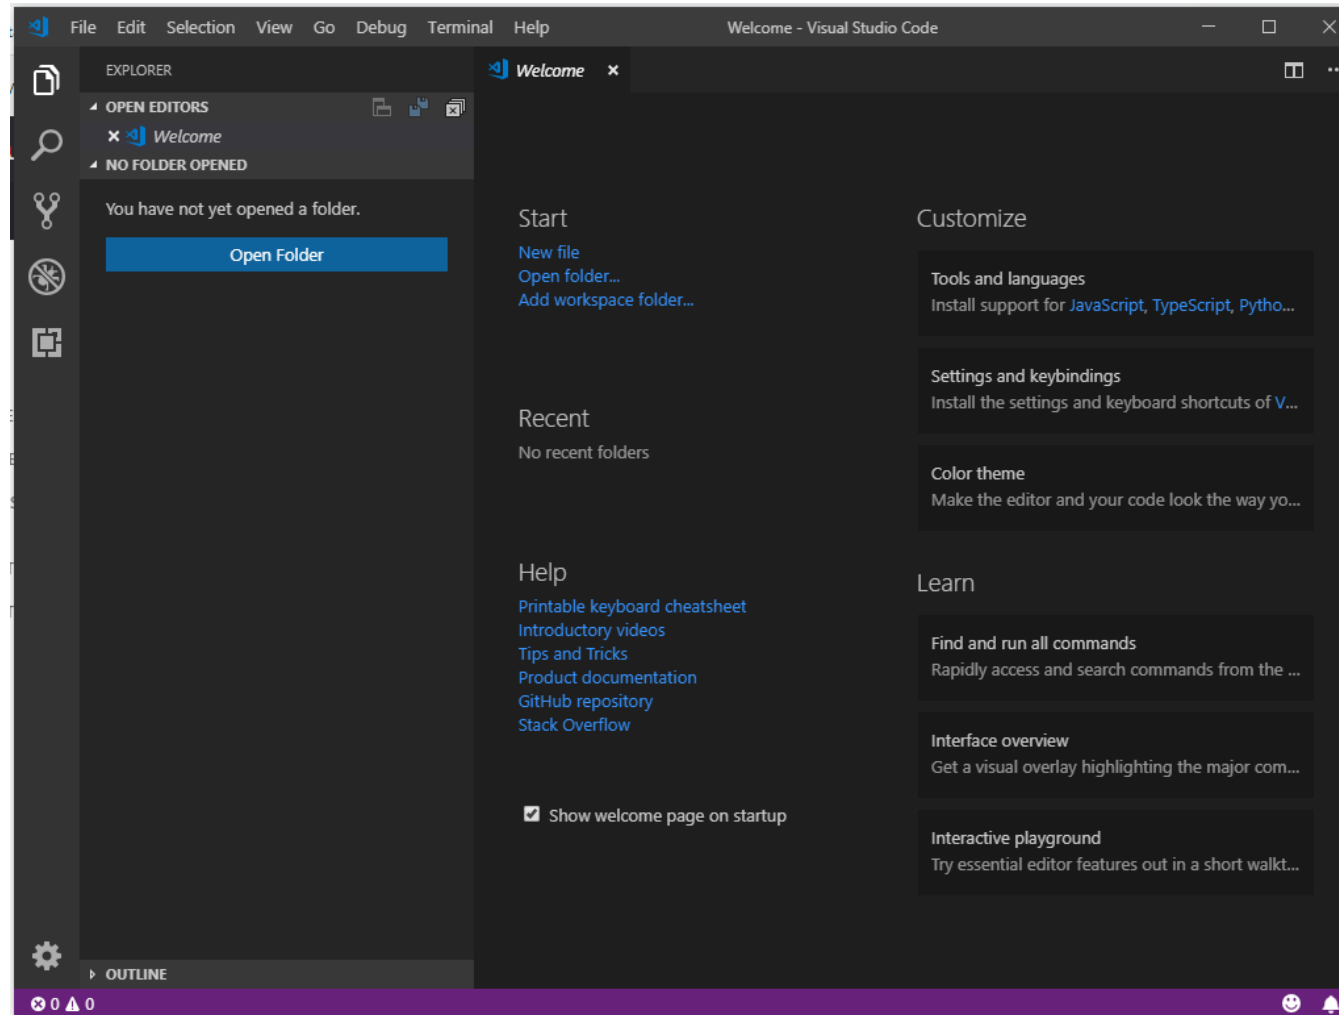 File Edit Selection View Go Debug Terminal Help Welcome - Visual Studio Code
EXPLORER
OPEN EDITORS
Welcome
NO FOLDER OPENED
You have not yet opened a folder.
Open Folder
OUTLINE
Welcome
Start
New file
Open folder...
Add workspace folder...
Recent
No recent folders
Help
Printable keyboard cheatsheet
Introductory videos
Tips and Tricks
Product documentation
GitHub repository
Stack Overflow
Show welcome page on startup
Customize
Tools and languages
Install support for JavaScript, TypeScript, Pytho...
Settings and keybindings
Install the settings and keyboard shortcuts of V...
Color theme
Make the editor and your code look the way yo...
Learn
Find and run all commands
Rapidly access and search commands from the ...
Interface overview
Get a visual overlay highlighting the major com...
Interactive playground
Try essential editor features out in a short walkt...
0 0